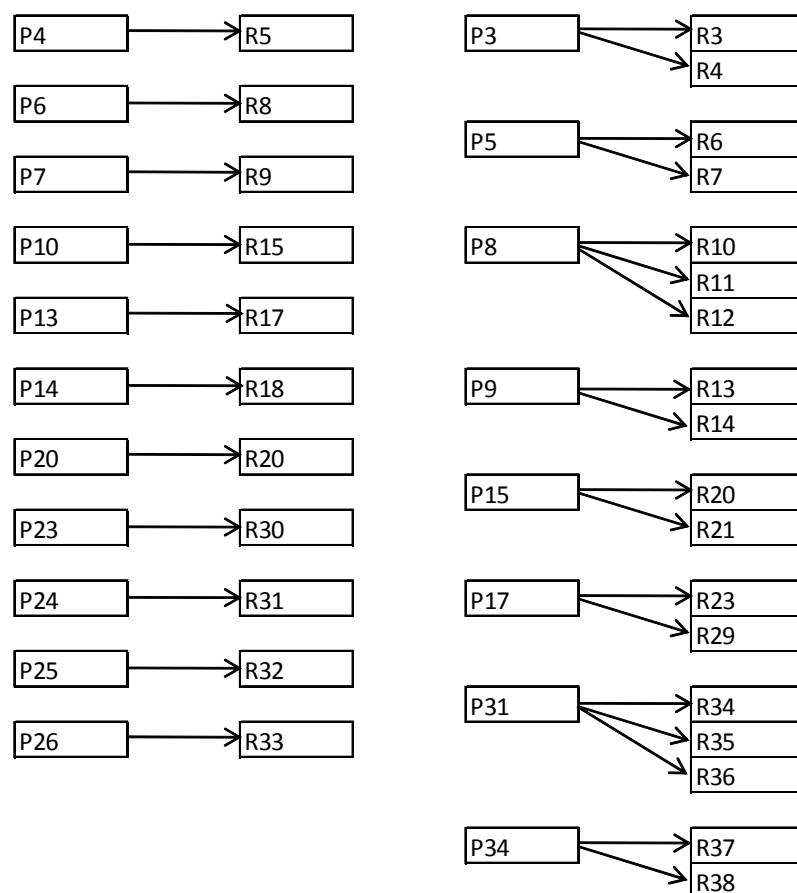 P4 R5
P6 R8
P7 R9
P10 R15
P13 R17
P14 R18
P20 R20
P23 R30
P24 R31
P25 R32
P26 R33
P3 R3
R4
P5 R6
R7
P8 R10
R11
R12
P9 R13
R14
P15 R20
R21
P17 R23
R29
P31 R34
R35
R36
P34 R37
R38